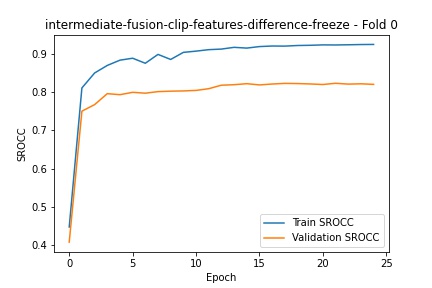 intermediate-fusion-clip-features-difference-freeze - Fold 0
0.9
0.8
0.7
0.6
0.5
0.4
SROCC
Train SROCC
Validation SROCC
0 5 10 15 20 25
Epoch